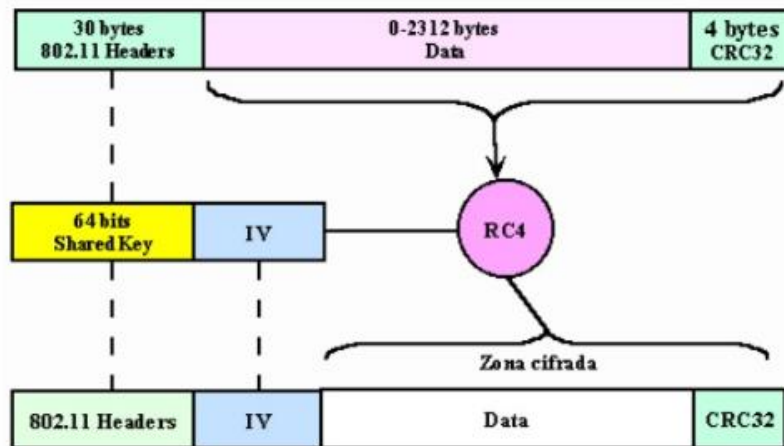 30 bytes
802.11 Headers
0-2312 bytes
Data
4 bytes
CRC32
64 bits
Shared Key
IV
RC4
Zona cifrada
802.11 Headers
IV
Data
CRC32